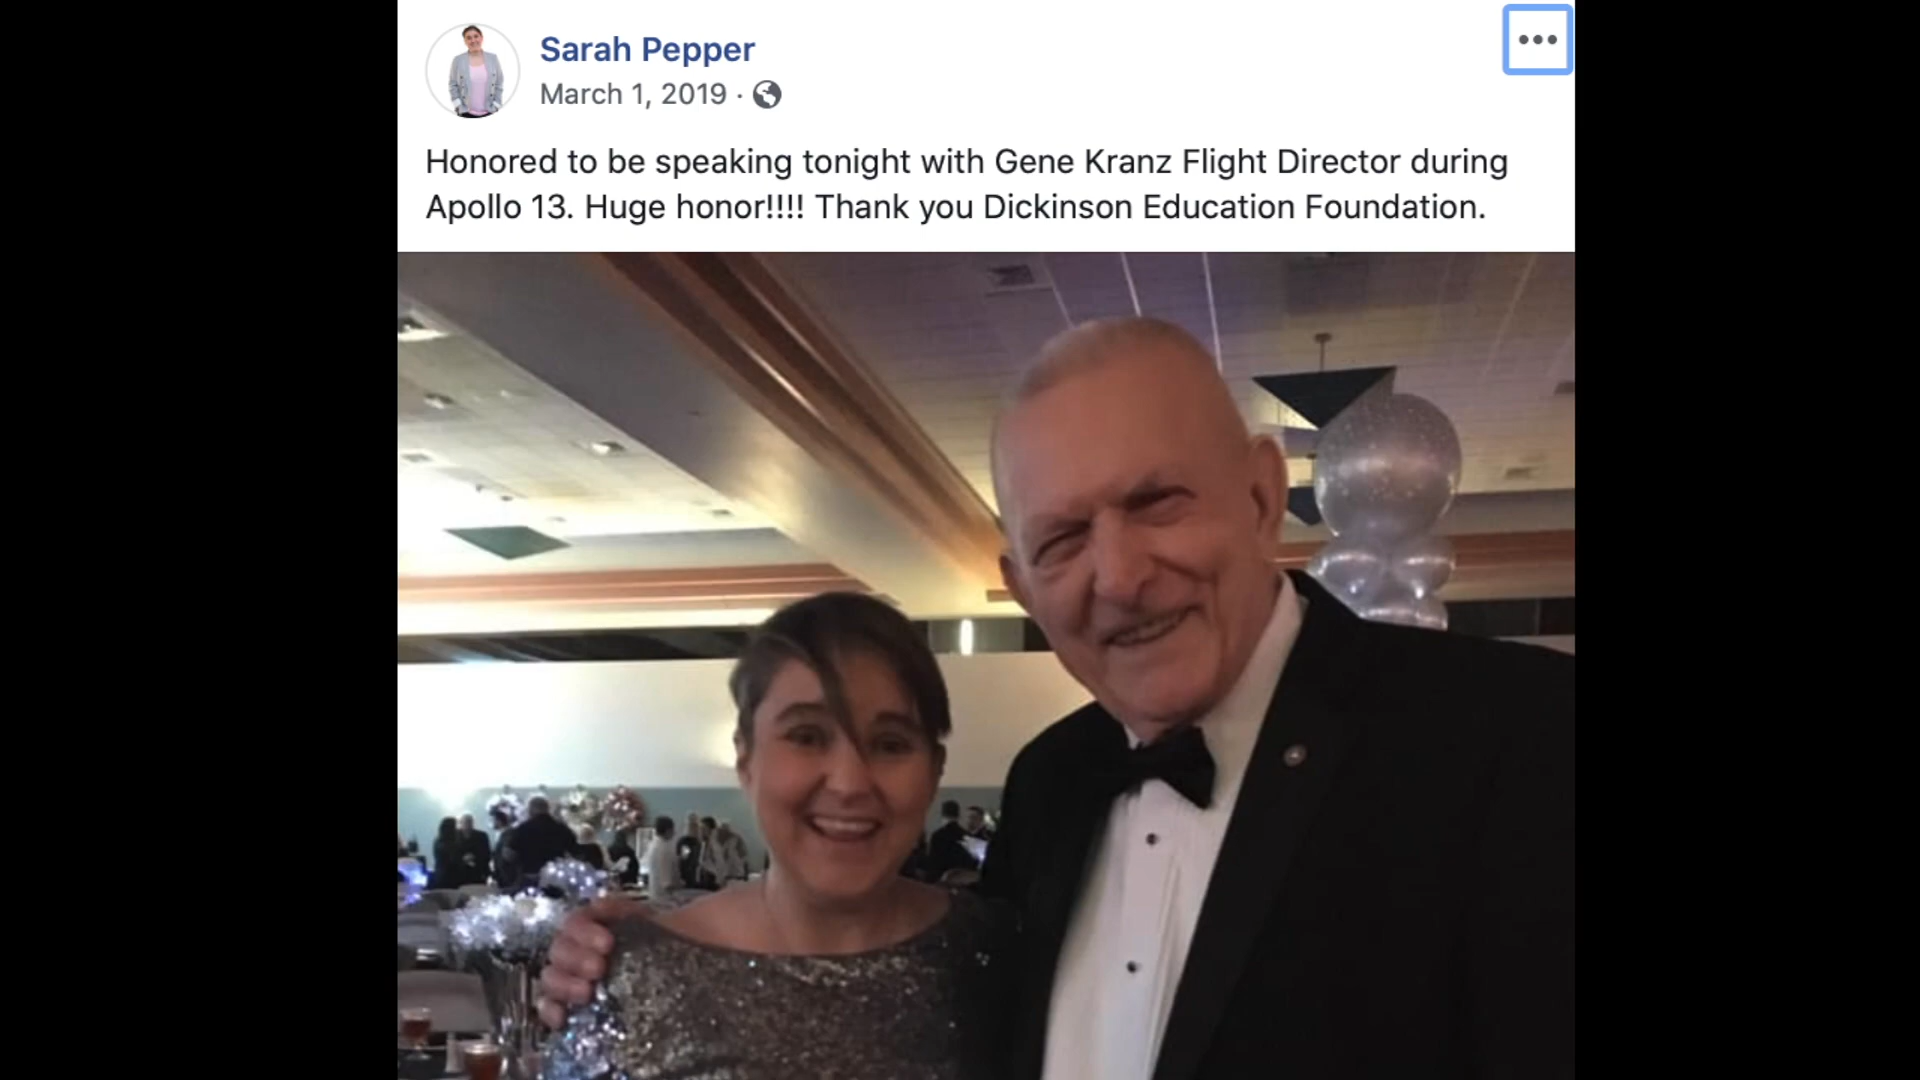 Sarah Pepper
March 1, 2019 ·
Honored to be speaking tonight with Gene Kranz Flight Director during
Apollo 13. Huge honor!!!! Thank you Dickinson Education Foundation.